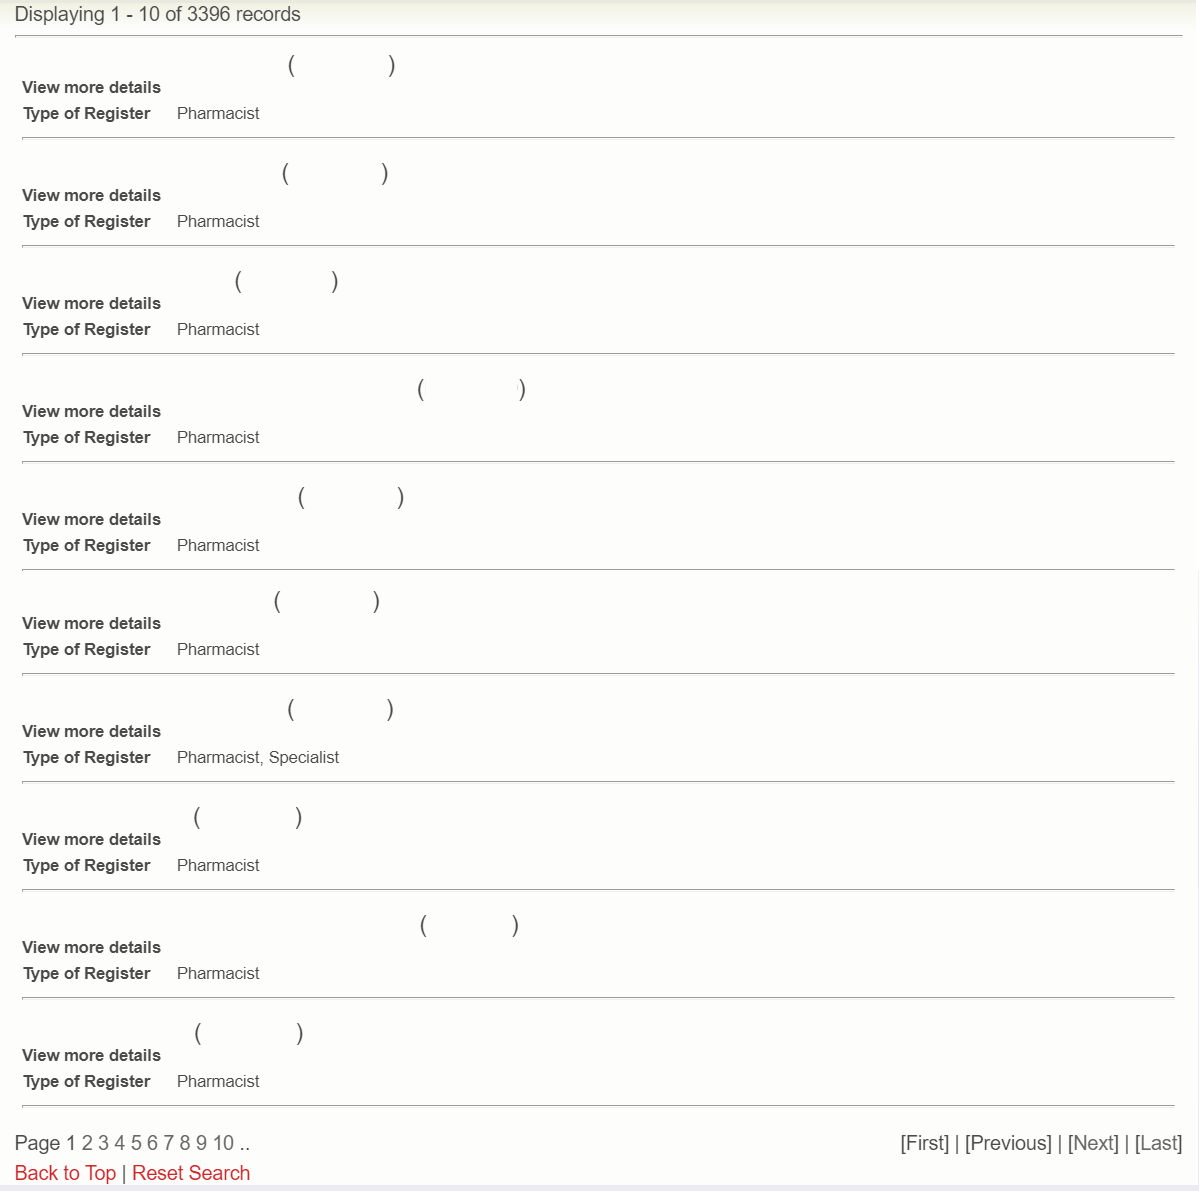 Displaying 1 - 10 of 3396 records
( )
View more details
Type of Register Pharmacist
( )
View more details
Type of Register Pharmacist
( )
View more details
Type of Register Pharmacist
( )
View more details
Type of Register Pharmacist
( )
View more details
Type of Register Pharmacist
( )
View more details
Type of Register Pharmacist
( )
View more details
Type of Register Pharmacist, Specialist
( )
View more details
Type of Register Pharmacist
( )
View more details
Type of Register Pharmacist
( )
View more details
Type of Register Pharmacist
Page 1 2 3 4 5 6 7 8 9 10 .. [First] | [Previous] | [Next] | [Last]
Back to Top | Reset Search